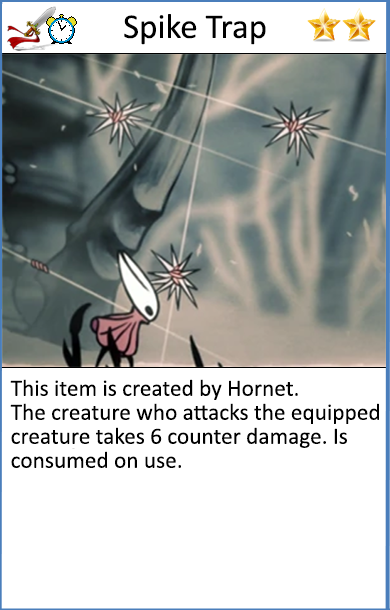 Spike Trap
This item is created by Hornet.
The creature who attacks the equipped
creature takes 6 counter damage. Is
consumed on use.